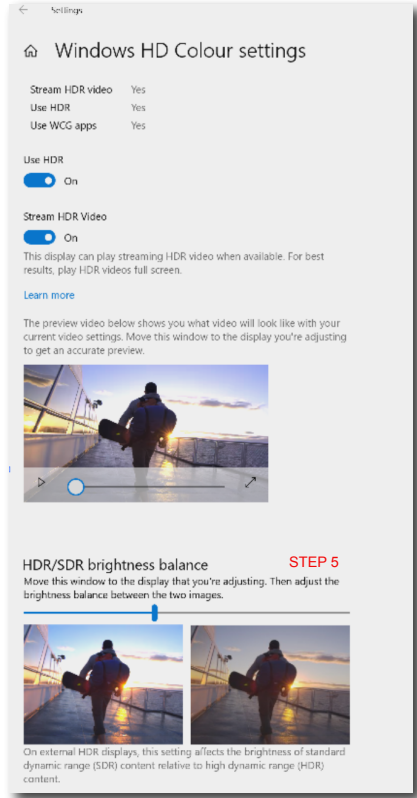 Settings
Windows HD Colour settings
Stream HDR video Yes
Use HDR Yes
Use WCG apps Yes
Use HDR
On
Stream HDR Video
On
This display can play streaming HDR video when available. For best
results, play HDR videos full screen.
Learn more
The preview video below shows you what video will look like with your
current video settings. Move this window to the display you're adjusting
to get an accurate preview.
HDR/SDR brightness balance STEP 5
Move this window to the display that you're adjusting. Then adjust the
brightness balance between the two images.
On external HDR displays, this setting affects the brightness of standard
dynamic range (SDR) content relative to high dynamic range (HDR)
content.